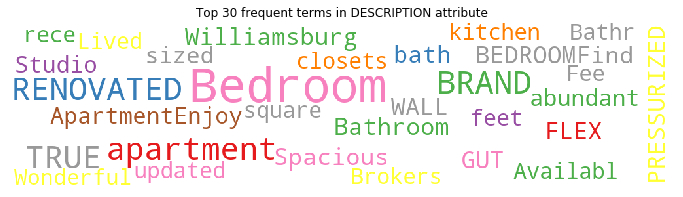 Top 30 frequent terms in DESCRIPTION attribute
rece
Lived
Williamsburg
kitchen
Bathr
Studio
sized
closets
bath
BEDROOMFind
RENOVATED
Bedroom
BRAND
Fee
abundant
PRESSURIZED
ApartmentEnjoy
square
WALL
Bathroom
feet
FLEX
TRUE
apartment
Spacious
GUT
Wonderful
updated
Brokers
Availabl